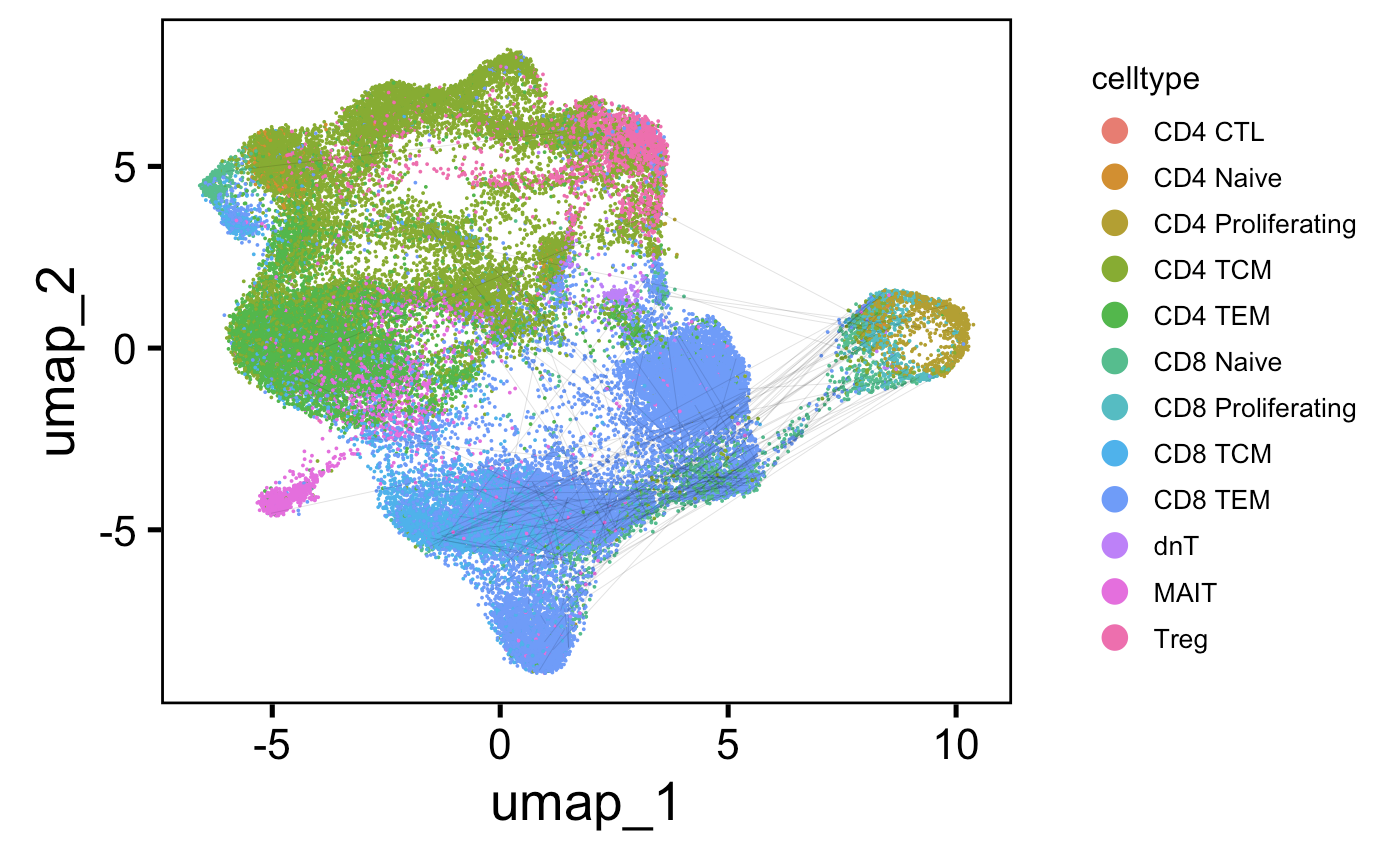 celltype
CD4 CTL
CD4 Naive
CD4 Proliferating
CD4 TCM
CD4 TEM
CD8 Naive
CD8 Proliferating
CD8 TCM
CD8 TEM
dnT
MAIT
Treg
5
0
-5
umap_2
-5 0 5 10
umap_1